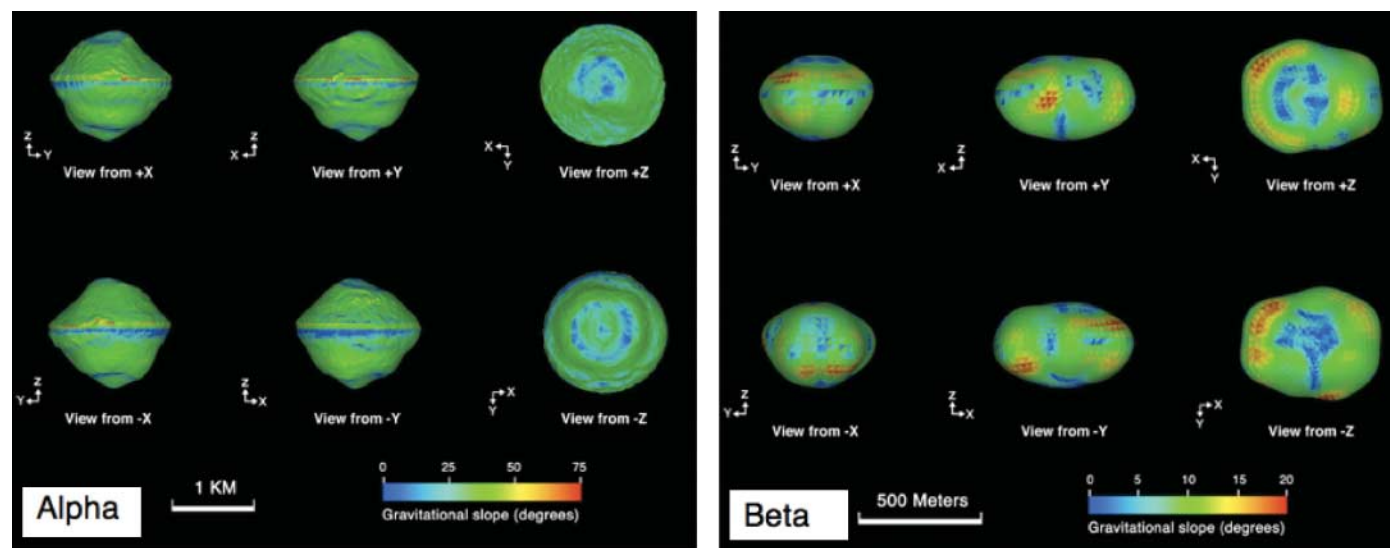 Z
Y
View from +X
Z
X
View from +Y
X
Y
View from +Z
Z
Y
View from -X
Z
X
View from -Y
X
Y
View from -Z
1 KM
0 25 50 75
Gravitational slope (degrees)
Alpha
Z
Y
View from +X
Z
X
View from +Y
X
Y
View from +Z
Z
Y
View from -X
Z
X
View from -Y
X
Y
View from -Z
500 Meters
0 5 10 15 20
Gravitational slope (degrees)
Beta